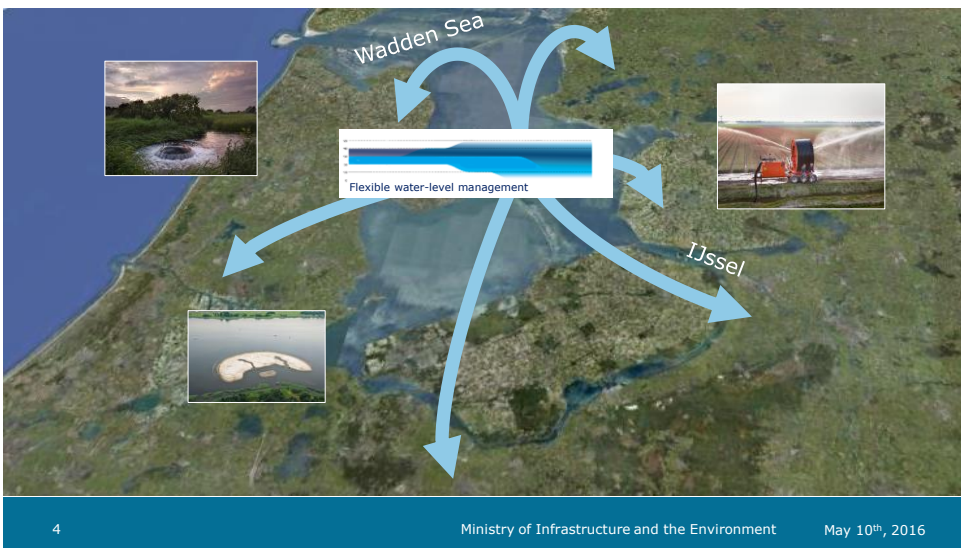 Wadden Sea
Flexible water-level management
IJssel
4
Ministry of Infrastructure and the Environment
May 10th, 2016